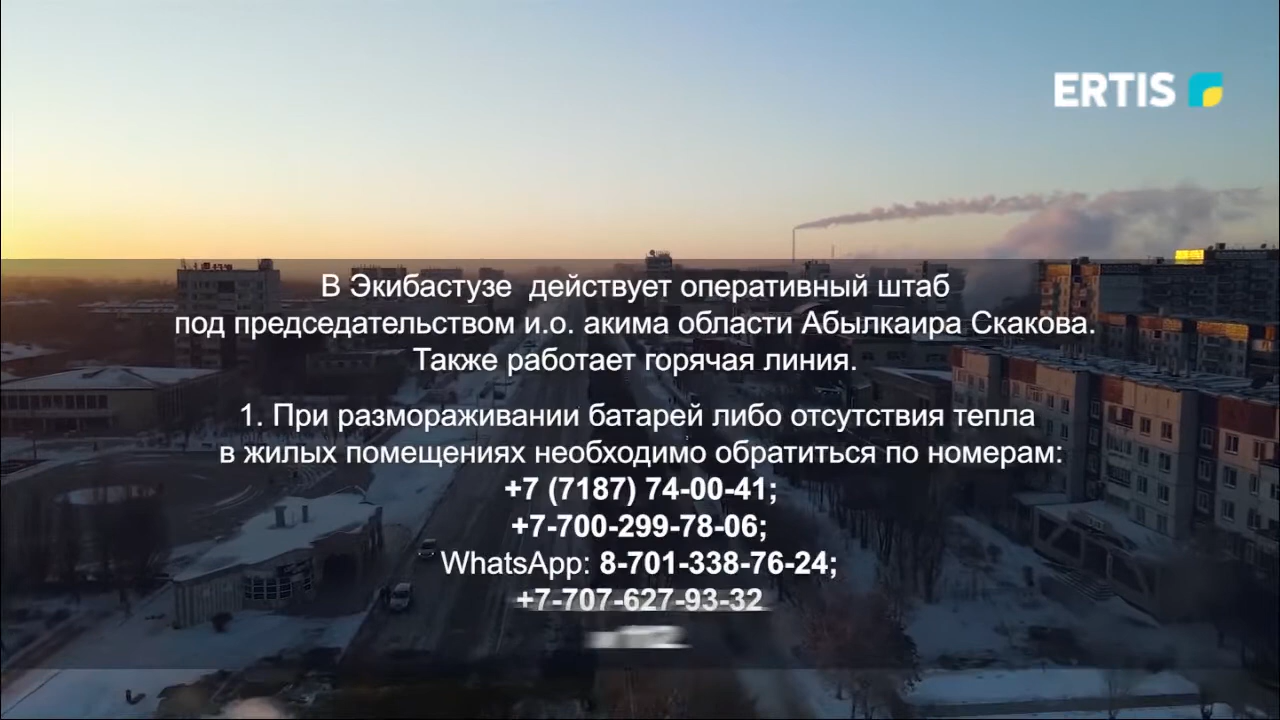 ERTIS
В Экибастузе действует оперативный штаб
под председательством и.о. акима области Абылкаира Скакова.
Также работает горячая линия.
1. При размораживании батарей либо отсутствия тепла
в жилых помещениях необходимо обратиться по номерам:
+7 (7187) 74-00-41;
+7-700-299-78-06;
WhatsApp: 8-701-338-76-24;
+7-707-627-93-32